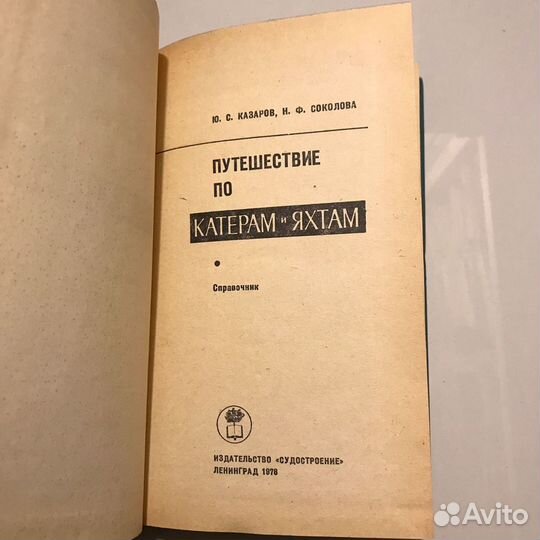 Ю. С. КАЗАРОВ, Н. Ф. СОКОЛОВА
ПУТЕШЕСТВИЕ
ПО
КАТЕРАМ и ЯХТАМ
Справочник
ИЗДАТЕЛЬСТВО «СУДОСТРОЕНИЕ»
ЛЕНИНГРАД 1976
Avito